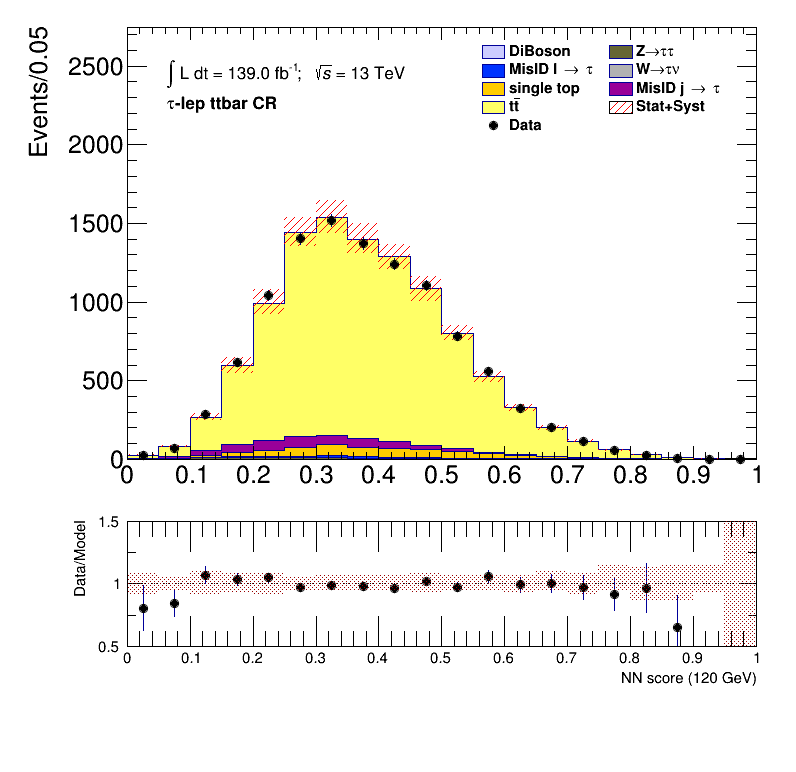 Events/0.05
2500
2000
1500
1000
500
0
∫ L dt = 139.0 fb⁻¹; √s = 13 TeV
τ-lep ttbar CR
DiBoson
Z→ττ
MisID l → τ
W→τν
single top
MisID j → τ
tt̄
Stat+Syst
Data
0 0.1 0.2 0.3 0.4 0.5 0.6 0.7 0.8 0.9 1
Data/Model
1.5
1
0.5
0 0.1 0.2 0.3 0.4 0.5 0.6 0.7 0.8 0.9 1
NN score (120 GeV)